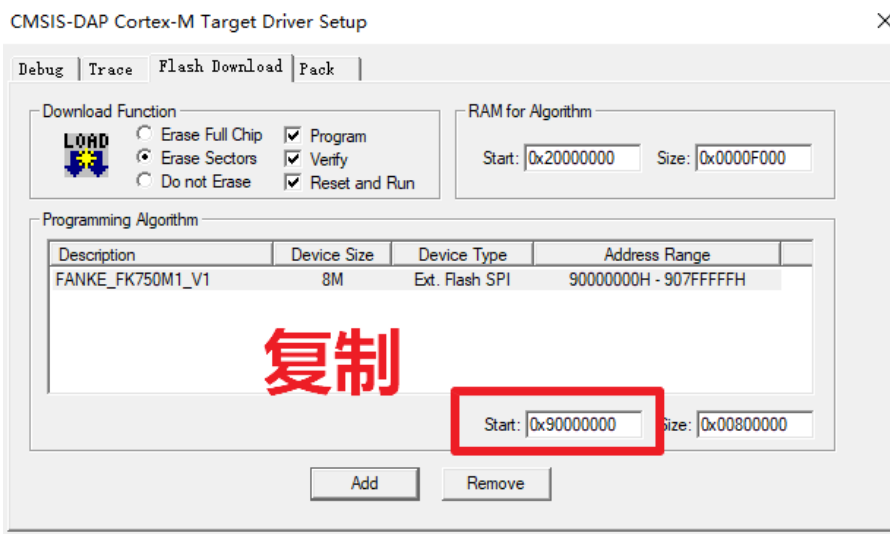 CMSIS-DAP Cortex-M Target Driver Setup
Debug Trace Flash Download Pack
Download Function
LOAD
Erase Full Chip
Program
Erase Sectors
Verify
Do not Erase
Reset and Run
RAM for Algorithm
Start: 0x20000000 Size: 0x0000F000
Programming Algorithm
Description Device Size Device Type Address Range
FANKE_FK750M1_V1 8M Ext. Flash SPI 90000000H - 907FFFFFH
复制
Start: 0x90000000 Size: 0x00800000
Add Remove